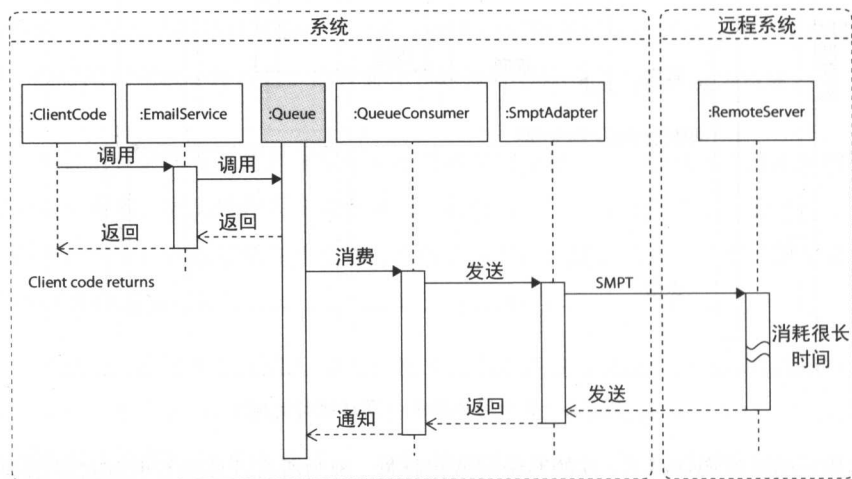 系统
远程系统
:ClientCode
:EmailService
:Queue
:QueueConsumer
:SmptAdapter
:RemoteServer
调用
调用
返回
返回
Client code returns
消费
发送
SMPT
消耗很长
时间
发送
返回
通知